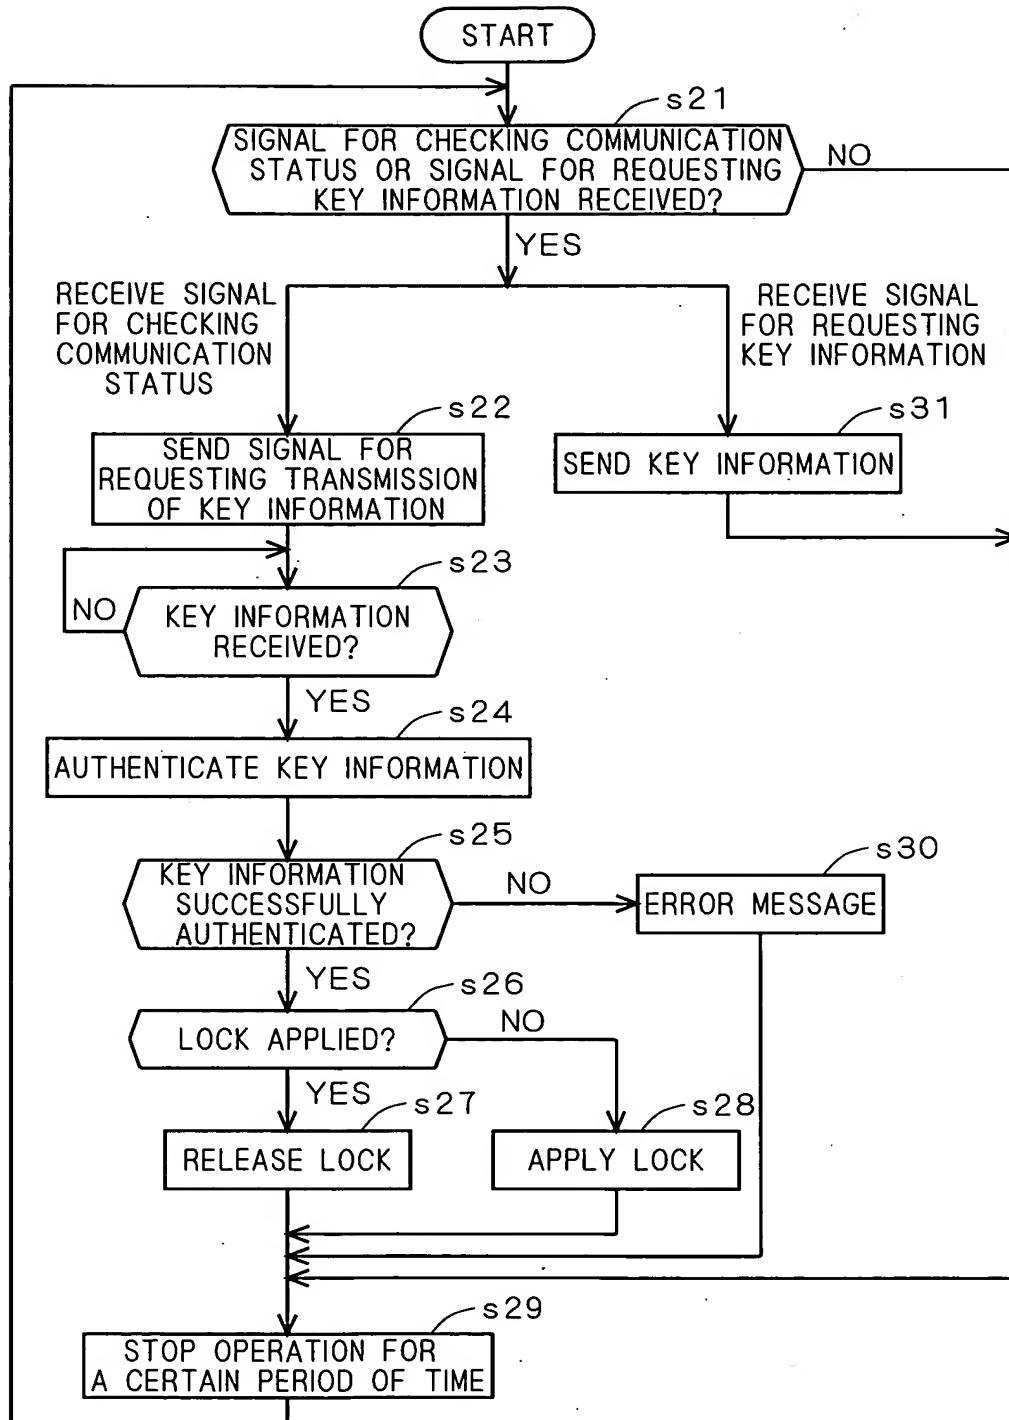 START
s21
SIGNAL FOR CHECKING COMMUNICATION
STATUS OR SIGNAL FOR REQUESTING
KEY INFORMATION RECEIVED?
NO
YES
RECEIVE SIGNAL
FOR CHECKING
COMMUNICATION
STATUS
RECEIVE SIGNAL
FOR REQUESTING
KEY INFORMATION
s22
SEND SIGNAL FOR
REQUESTING TRANSMISSION
OF KEY INFORMATION
s31
SEND KEY INFORMATION
s23
KEY INFORMATION
RECEIVED?
NO
YES
s24
AUTHENTICATE KEY INFORMATION
s25
KEY INFORMATION
SUCCESSFULLY
AUTHENTICATED?
NO
s30
ERROR MESSAGE
YES
s26
LOCK APPLIED?
NO
YES
s27
RELEASE LOCK
s28
APPLY LOCK
s29
STOP OPERATION FOR
A CERTAIN PERIOD OF TIME